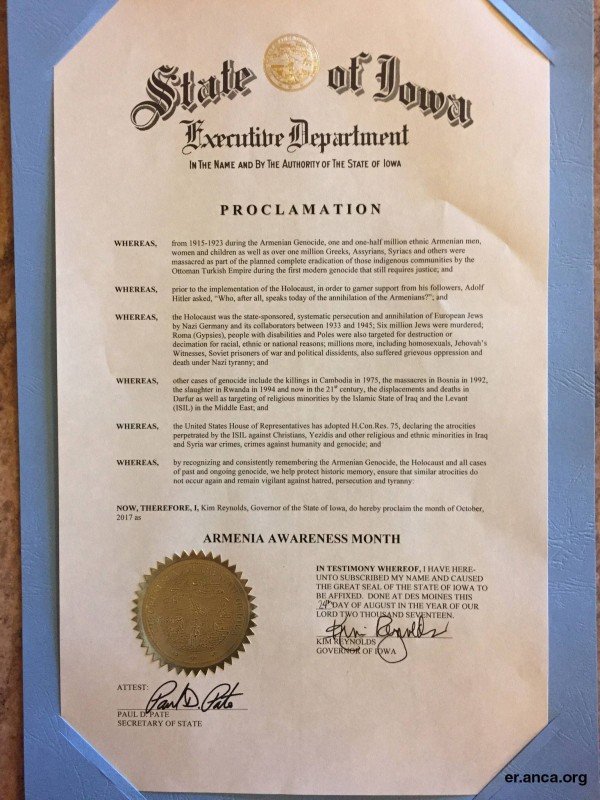 State of Iowa
Executive Department
IN THE NAME AND BY THE AUTHORITY OF THE STATE OF IOWA
PROCLAMATION
WHEREAS, from 1915-1923 during the Armenian Genocide, one and one-half million ethnic Armenian men,
women and children as well as over one million Greeks, Assyrians, Syriacs and others were
massacred as part of the planned complete eradication of those indigenous communities by the
Ottoman Turkish Empire during the first modern genocide that still requires justice; and
WHEREAS, prior to the implementation of the Holocaust, in order to garner support from his followers, Adolf
Hitler asked, “Who, after all, speaks today of the annihilation of the Armenians?”; and
WHEREAS, the Holocaust was the state-sponsored, systematic persecution and annihilation of European Jews
by Nazi Germany and its collaborators between 1933 and 1945; Six million Jews were murdered;
Roma (Gypsies), people with disabilities and Poles were also targeted for destruction or
decimation for racial, ethnic or national reasons; millions more, including homosexuals, Jehovah's
Witnesses, Soviet prisoners of war and political dissidents, also suffered grievous oppression and
death under Nazi tyranny; and
WHEREAS, other cases of genocide include the killings in Cambodia in 1975, the massacres in Bosnia in 1992,
the slaughter in Rwanda in 1994 and now in the 21st century, the displacements and deaths in
Darfur as well as targeting of religious minorities by the Islamic State of Iraq and the Levant
(ISIL) in the Middle East; and
WHEREAS, the United States House of Representatives has adopted H.Con.Res. 75, declaring the atrocities
perpetrated by the ISIL against Christians, Yezidis and other religious and ethnic minorities in Iraq
and Syria war crimes, crimes against humanity and genocide; and
WHEREAS, by recognizing and consistently remembering the Armenian Genocide, the Holocaust and all cases
of past and ongoing genocide, we help protect historic memory, ensure that similar atrocities do
not occur again and remain vigilant against hatred, persecution and tyranny:
NOW, THEREFORE, I, Kim Reynolds, Governor of the State of Iowa, do hereby proclaim the month of October,
2017 as
ARMENIA AWARENESS MONTH
IN TESTIMONY WHEREOF, I HAVE HERE-
UNTO SUBSCRIBED MY NAME AND CAUSED
THE GREAT SEAL OF THE STATE OF IOWA TO
BE AFFIXED. DONE AT DES MOINES THIS
29th DAY OF AUGUST IN THE YEAR OF OUR
LORD TWO THOUSAND SEVENTEEN.
Kim Reynolds
KIM REYNOLDS
GOVERNOR OF IOWA
ATTEST:
Paul D. Pate
PAUL D. PATE
SECRETARY OF STATE
er.anca.org